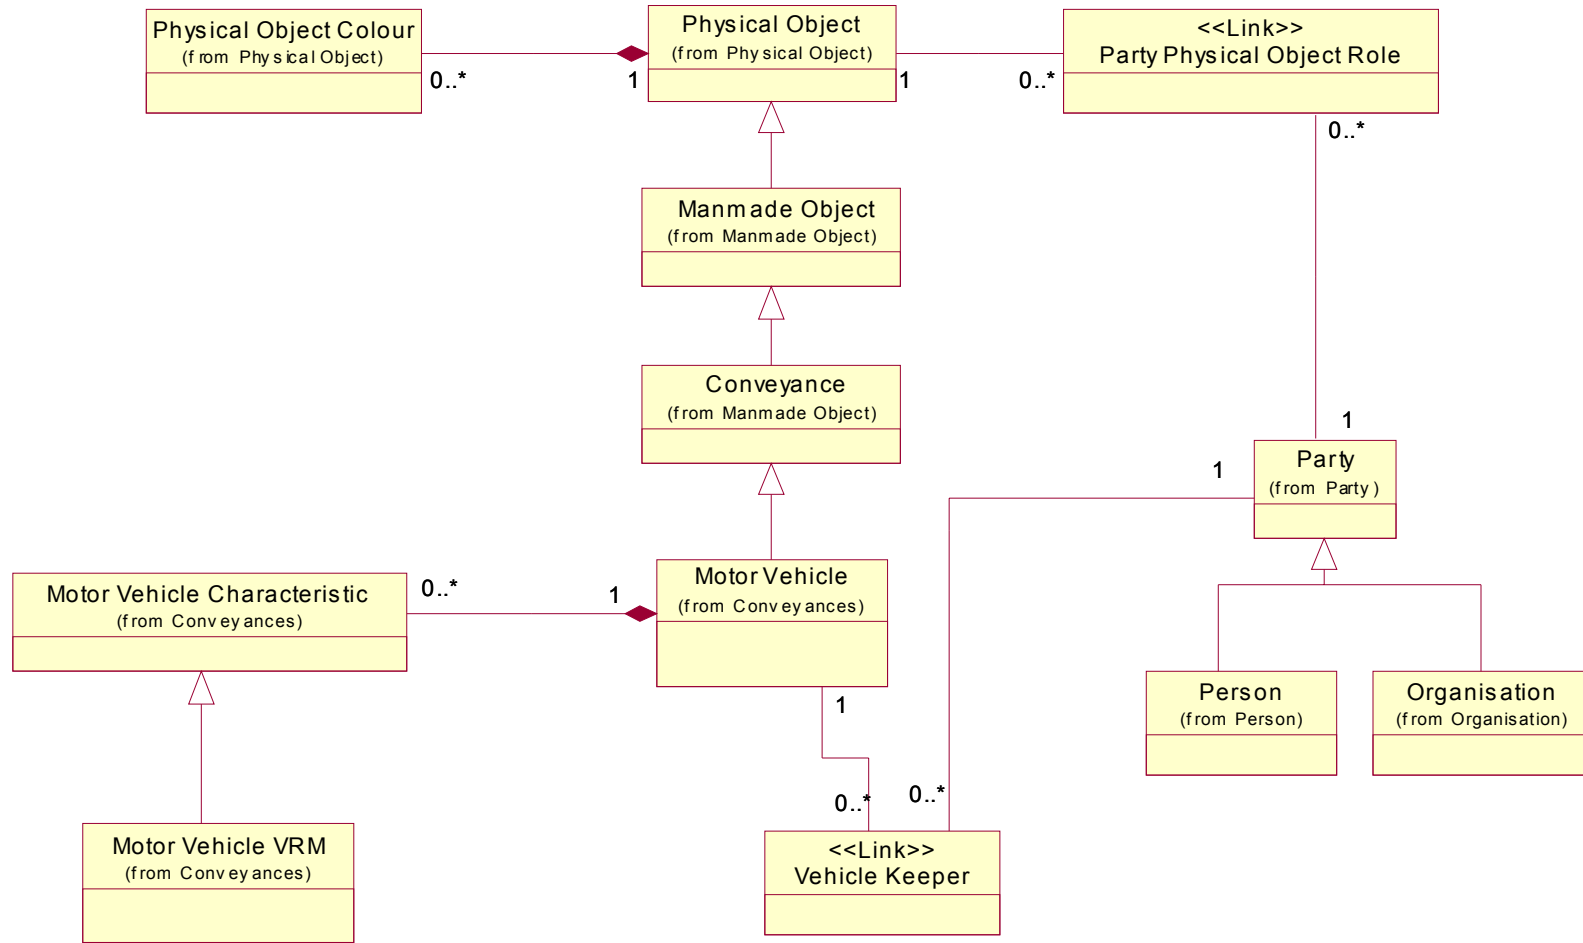 Physical Object Colour
(from Physical Object)
0..*
1
Physical Object
(from Physical Object)
1
0..*
<<Link>>
Party Physical Object Role
0..*
Manmade Object
(from Manmade Object)
Conveyance
(from Manmade Object)
1
1
Party
(from Party)
Motor Vehicle Characteristic
(from Conveyances)
0..*
1
Motor Vehicle
(from Conveyances)
1
Person
(from Person)
Organisation
(from Organisation)
0..*
0..*
Motor Vehicle VRM
(from Conveyances)
<<Link>>
Vehicle Keeper